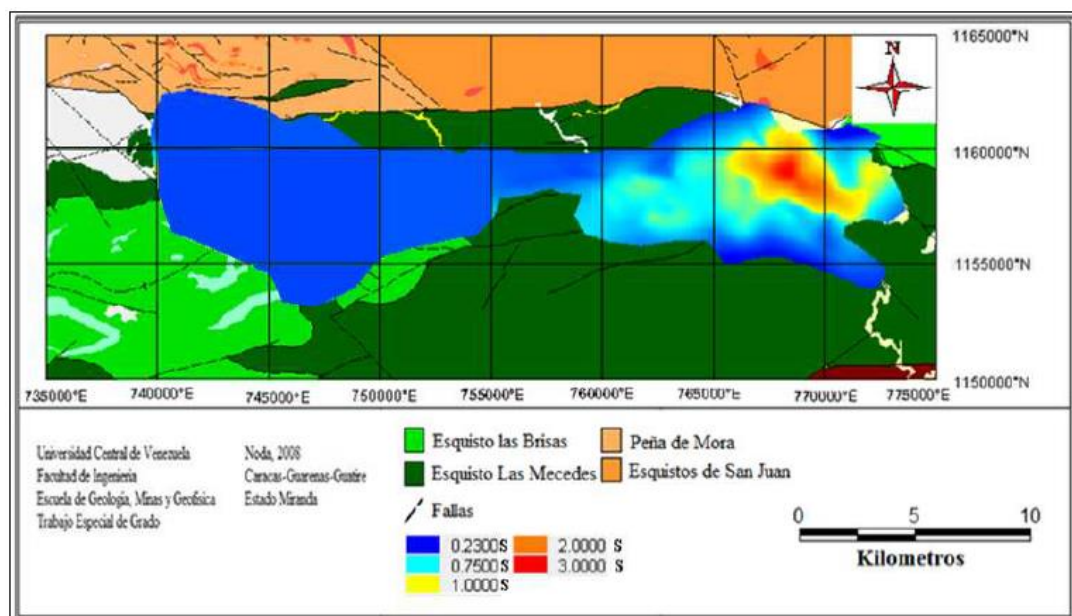 1165000°N
N
1160000°N
1155000°N
1150000°N
735000°E 740000°E 745000°E 750000°E 755000°E 760000°E 765000°E 770000°E 775000°E
Universidad Central de Venezuela
Facultad de Ingenieria
Escuela de Geología, Minas y Geofísica
Trabajo Especial de Grado
Noda, 2008
Caracas-Guarenas-Guatire
Estado Miranda
Esquisto las Brisas
Esquisto Las Mecedes
Peña de Mora
Esquistos de San Juan
Fallas
0.2300S
0.7500S
1.0000S
2.0000 S
3.0000 S
0 5 10
Kilometros